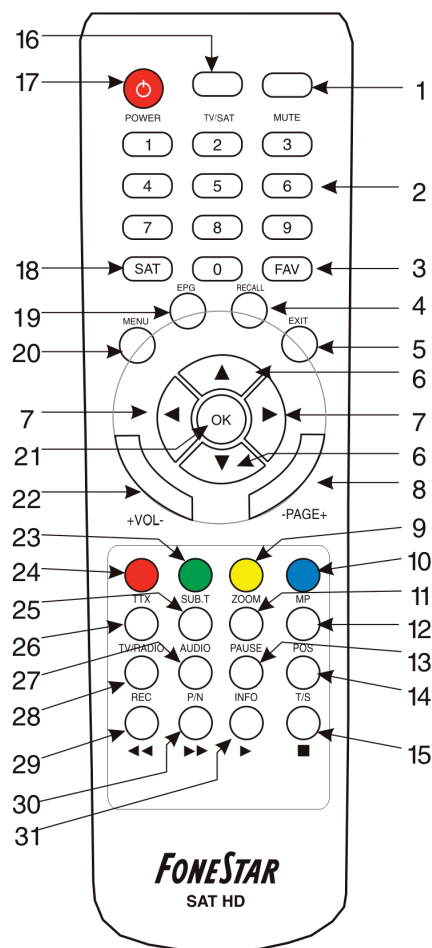 16
17
1
POWER TV/SAT MUTE
1 2 3
4 5 6
2
7 8 9
18 SAT 0 FAV 3
EPG RECALL
19 4
MENU EXIT
20 5
6
7 OK 7
21 6
22 8
+VOL- -PAGE+
23 9
24 10
TTX SUB.T ZOOM MP
25 11
26 12
TV/RADIO AUDIO PAUSE POS
27 13
28 14
REC P/N INFO T/S
29 15
30
31
FONESTAR
SAT HD